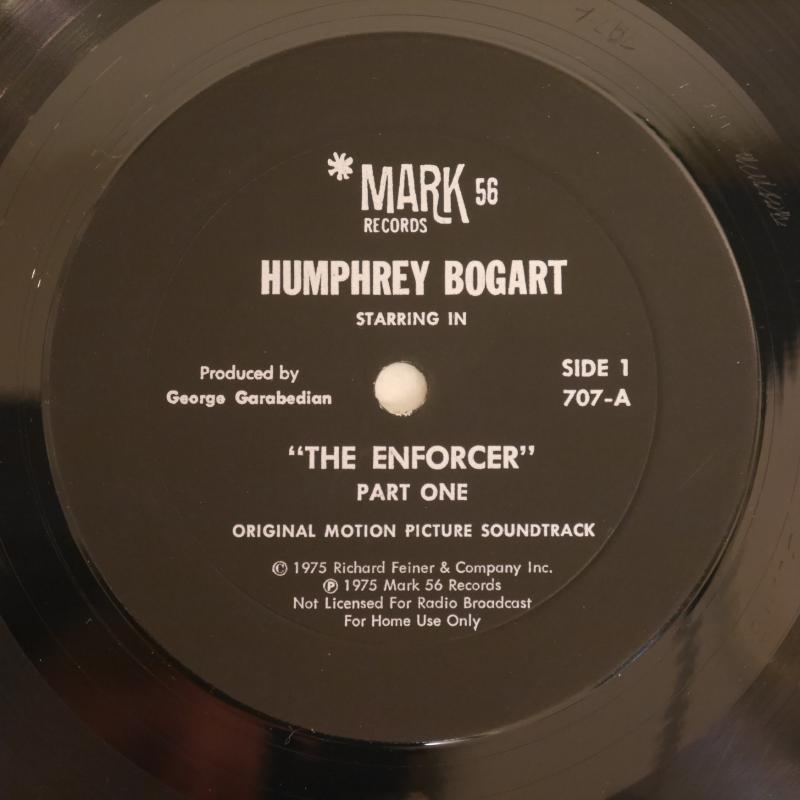 *MARK 56
RECORDS
HUMPHREY BOGART
STARRING IN
Produced by
George Garabedian
SIDE 1
707-A
“THE ENFORCER”
PART ONE
ORIGINAL MOTION PICTURE SOUNDTRACK
© 1975 Richard Feiner & Company Inc.
℗ 1975 Mark 56 Records
Not Licensed For Radio Broadcast
For Home Use Only